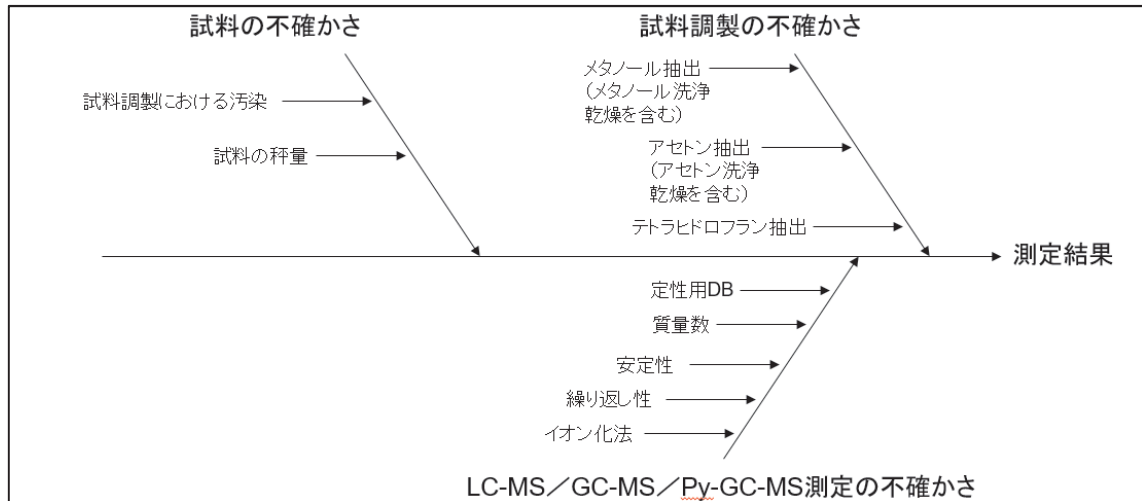 試料の不確かさ
試料調製における汚染
試料の秤量
試料調製の不確かさ
メタノール抽出
(メタノール洗浄
乾燥を含む)
アセトン抽出
(アセトン洗浄
乾燥を含む)
テトラヒドロフラン抽出
測定結果
定性用DB
質量数
安定性
繰り返し性
イオン化法
LC-MS／GC-MS／Py-GC-MS測定の不確かさ